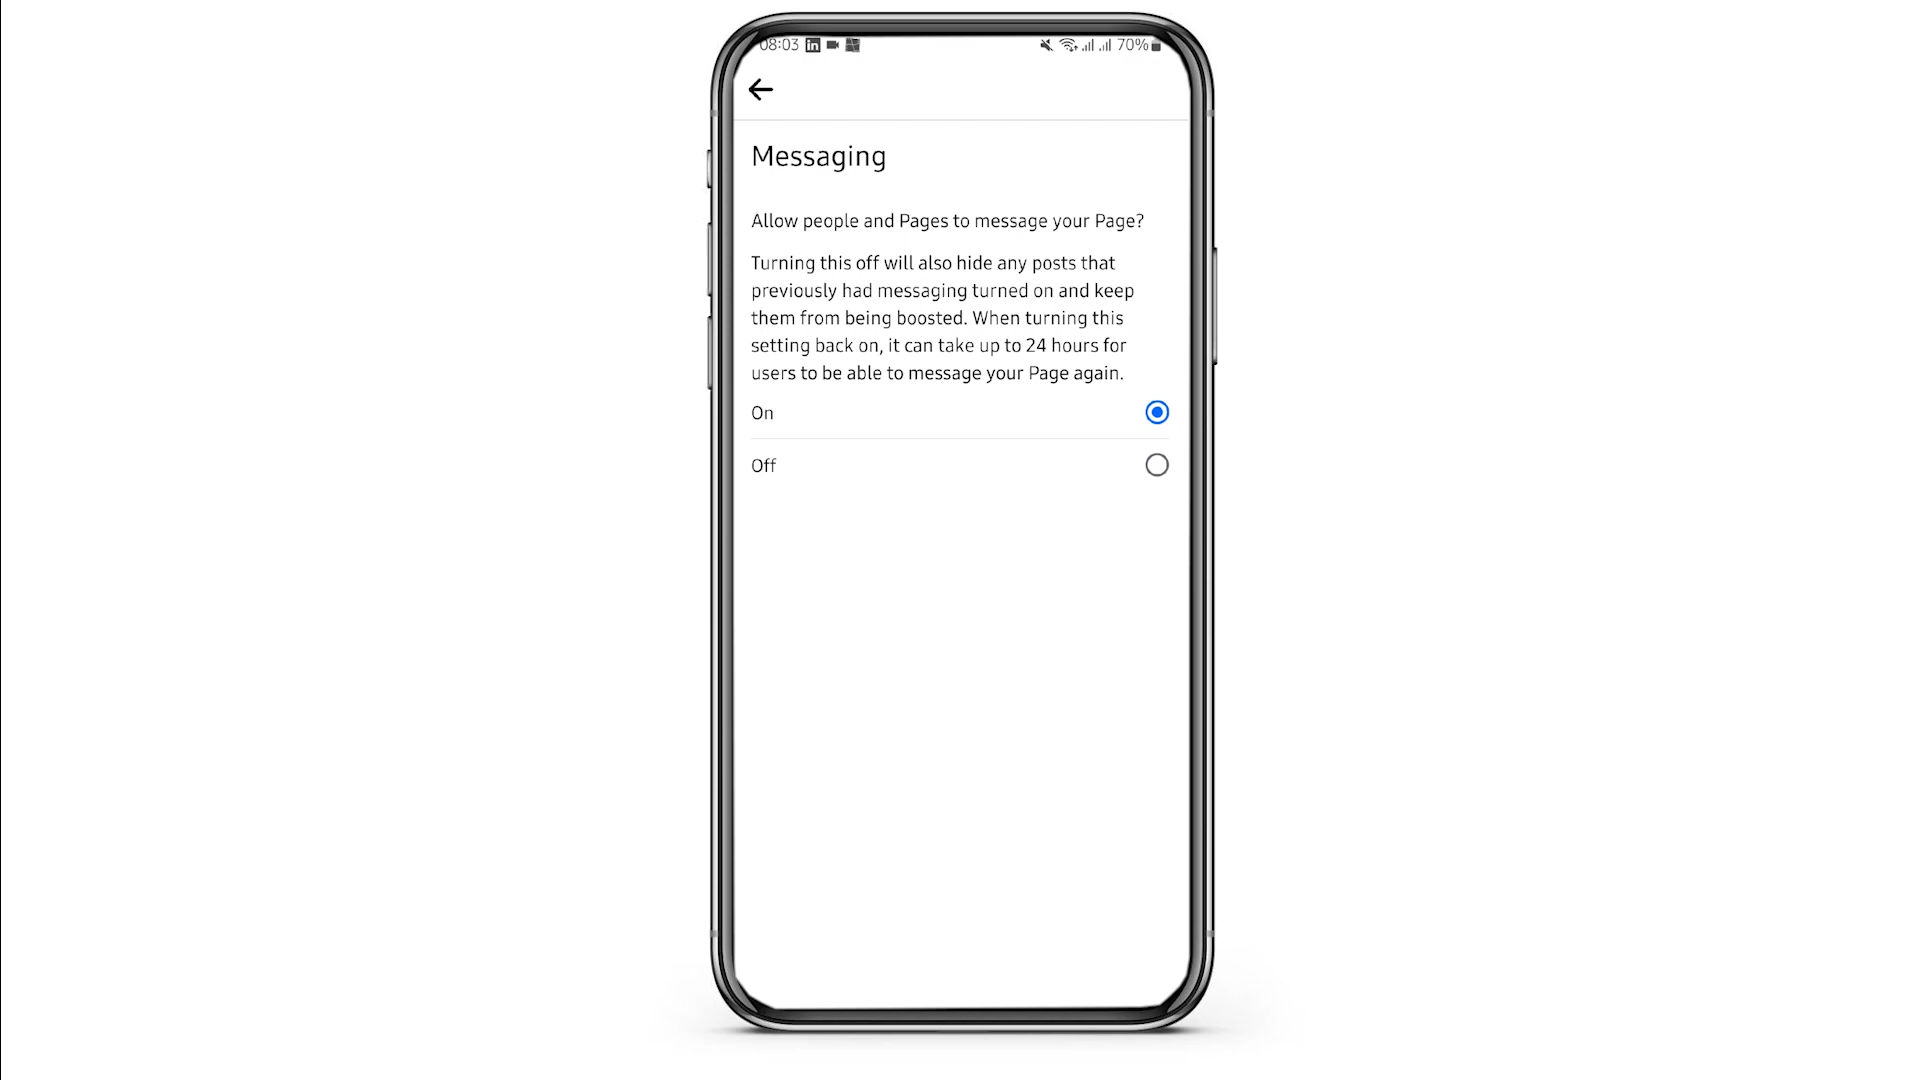 08:03 in 70%
Messaging
Allow people and Pages to message your Page?
Turning this off will also hide any posts that
previously had messaging turned on and keep
them from being boosted. When turning this
setting back on, it can take up to 24 hours for
users to be able to message your Page again.
On
Off